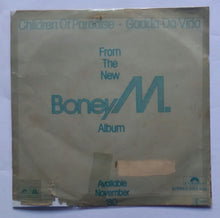 Children Of Paradise - Gadda-Da-Vida
From
The
New
Boney M.
Album
Available
November
'80